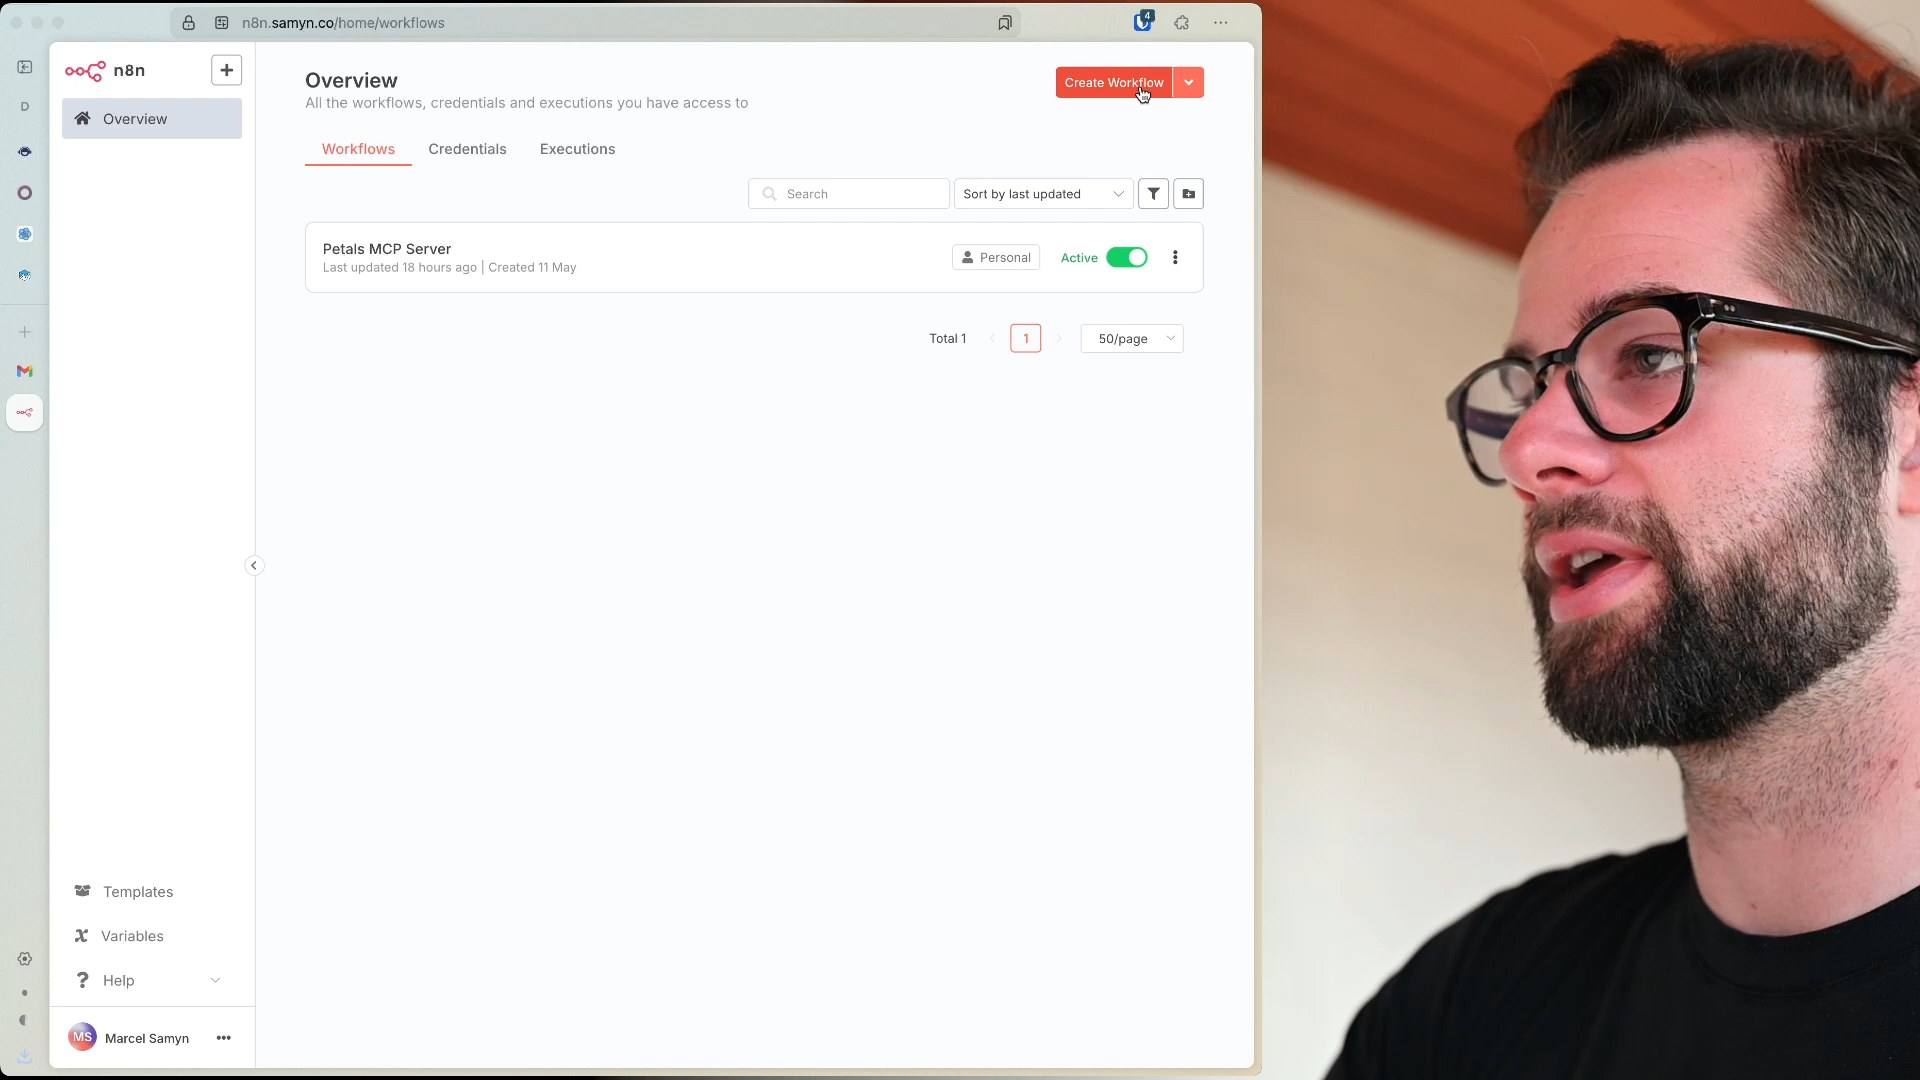 n8n.samyn.co/home/workflows
4
D
n8n
Overview
Overview
All the workflows, credentials and executions you have access to
Create Workflow
Workflows
Credentials
Executions
Search
Sort by last updated
Petals MCP Server
Last updated 18 hours ago | Created 11 May
Personal
Active
Total 1
1
50/page
Templates
Variables
Help
MS
Marcel Samyn